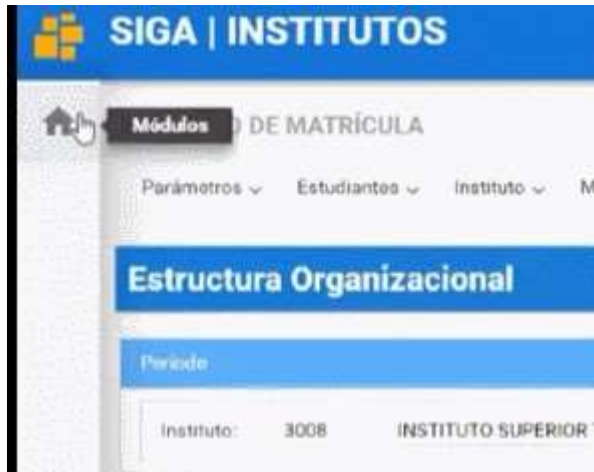 SIGA | INSTITUTOS
Módulos O DE MATRÍCULA
Parámetros Estudiantes Instituto M
Estructura Organizacional
Periodo
Instituto: 3008 INSTITUTO SUPERIOR T